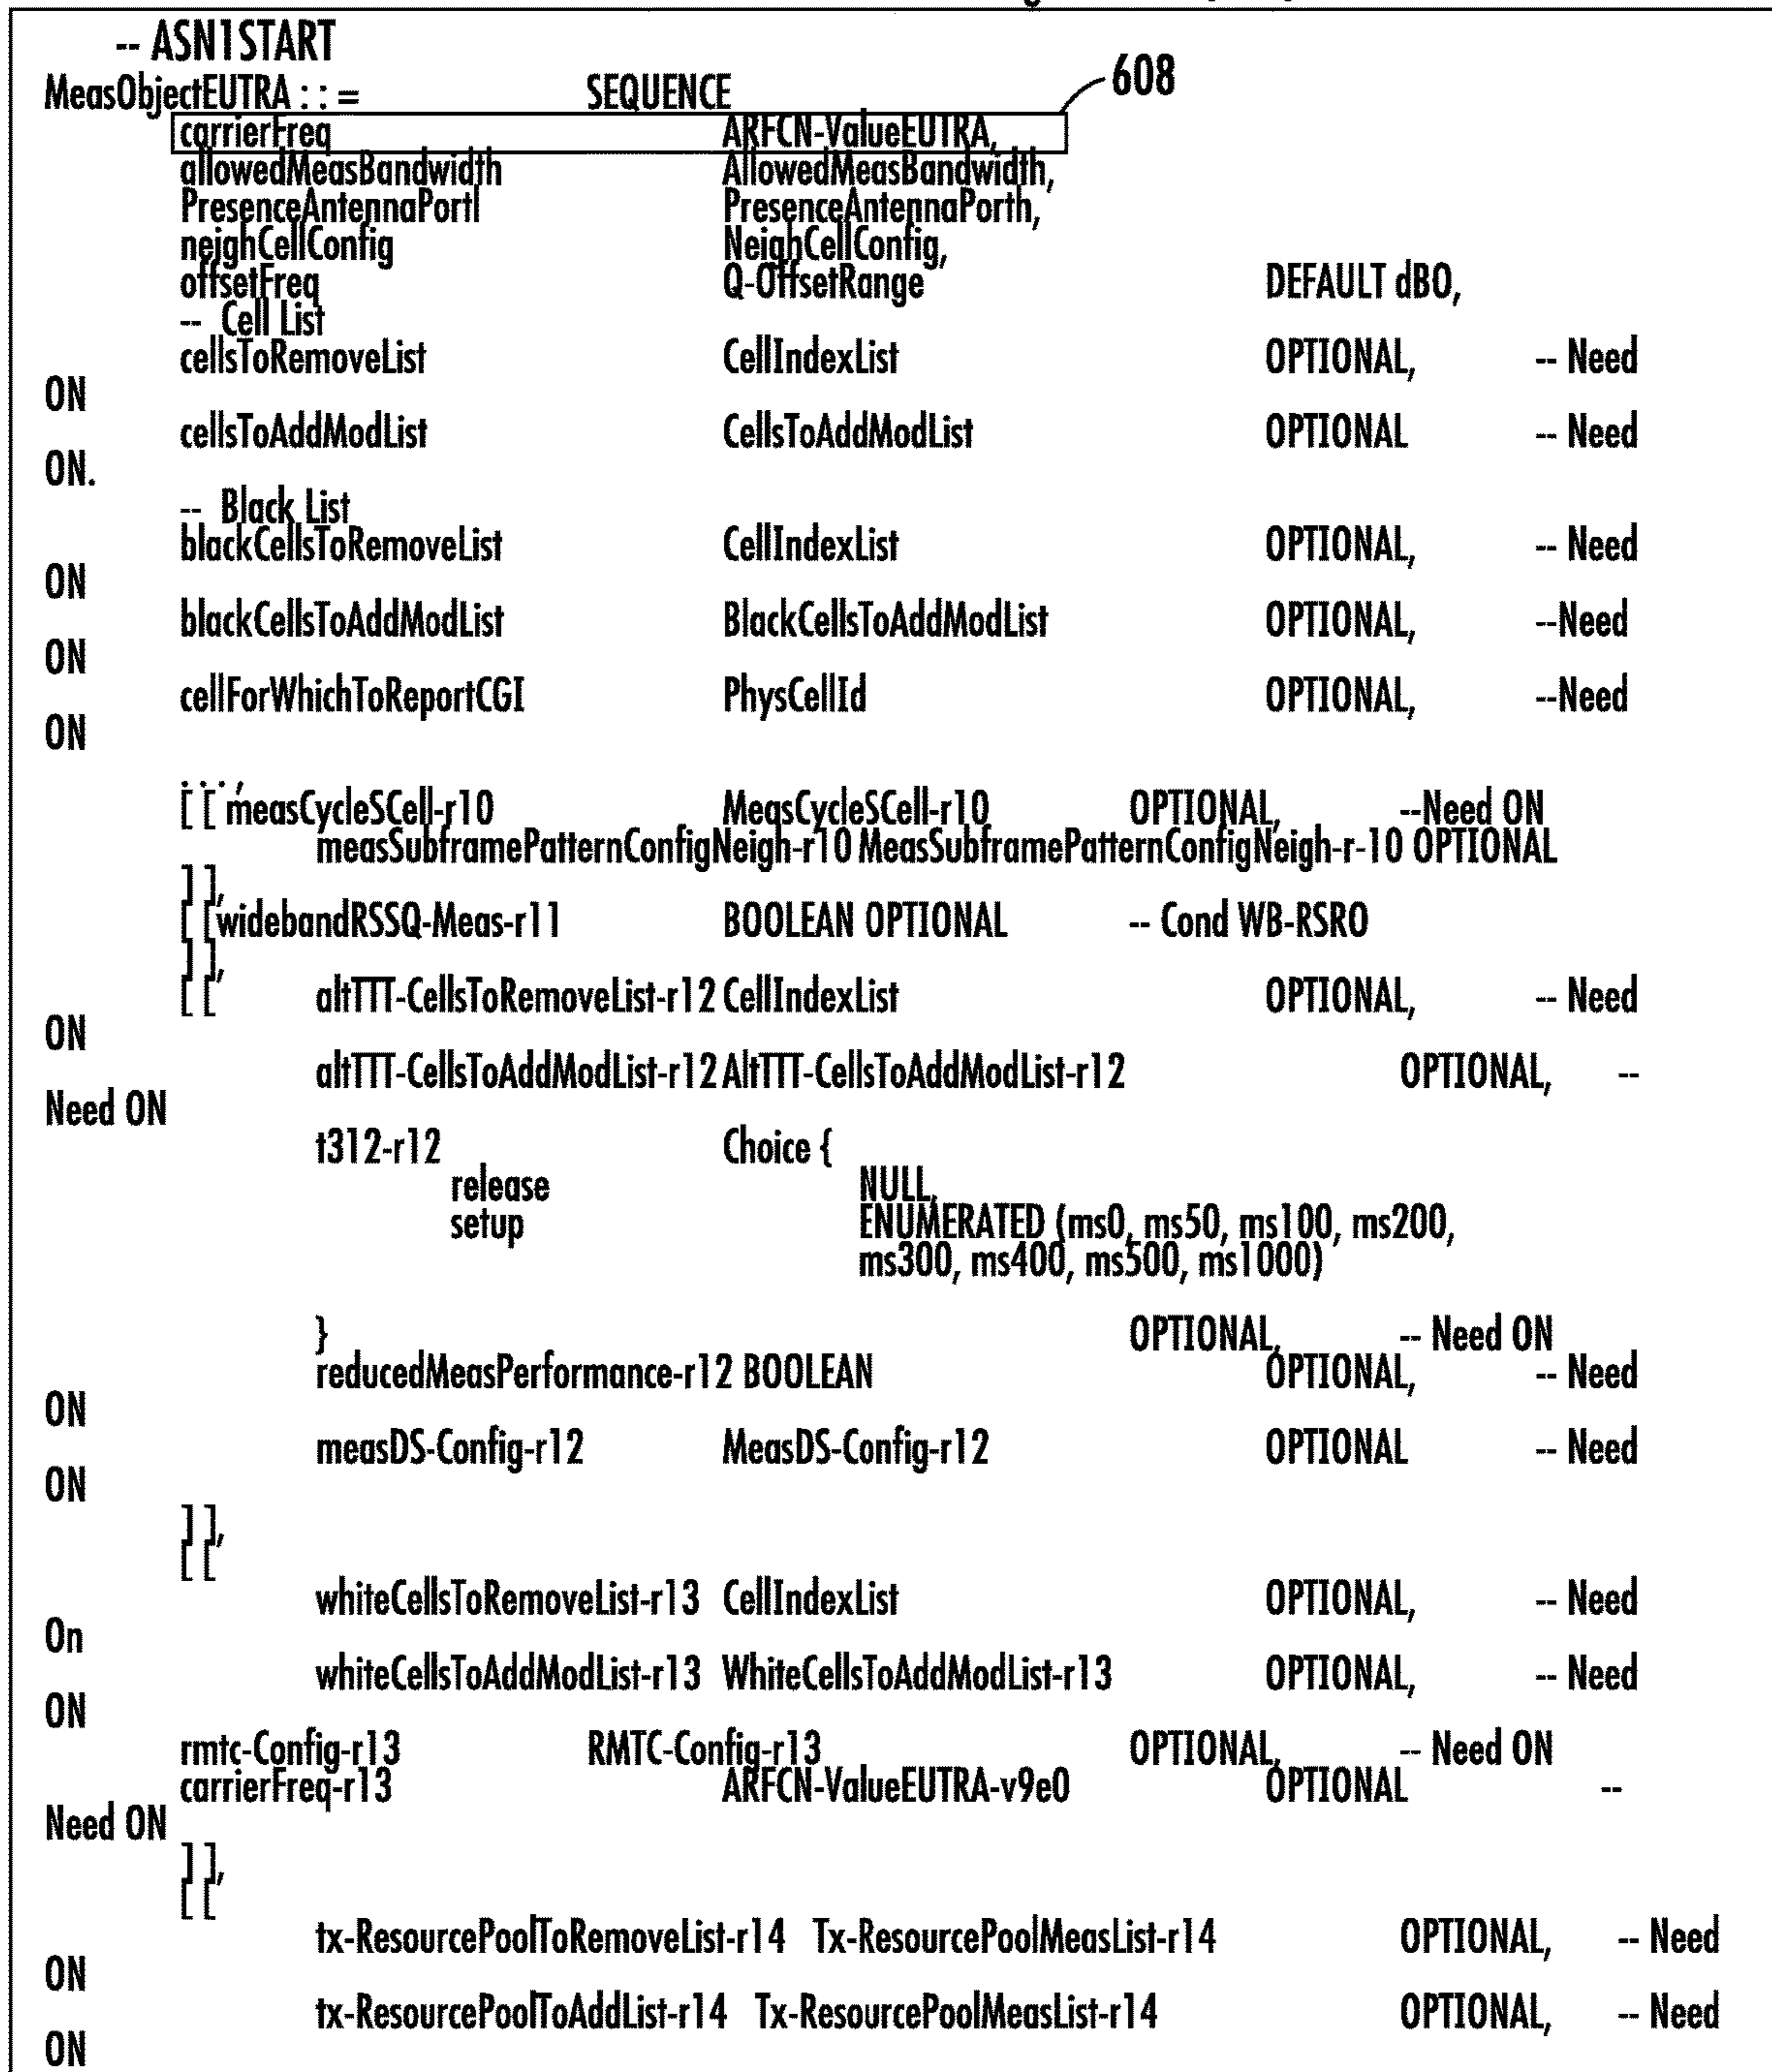 -- ASN1START
MeasObjectEUTRA : : = SEQUENCE 608
carrierFreq ARFCN-ValueEUTRA,
allowedMeasBandwidth AllowedMeasBandwidth,
PresenceAntennaPortl PresenceAntennaPorth,
neighCellConfig NeighCellConfig,
offsetFreq Q-OffsetRange DEFAULT dB0,
-- Cell List
cellsToRemoveList CellIndexList OPTIONAL, -- Need
ON
cellsToAddModList CellsToAddModList OPTIONAL -- Need
ON.
-- Black List
blackCellsToRemoveList CellIndexList OPTIONAL, -- Need
ON
blackCellsToAddModList BlackCellsToAddModList OPTIONAL, --Need
ON
cellForWhichToReportCGI PhysCellId OPTIONAL, --Need
ON
. . . ,
[ [ measCycleSCell-r10 MeasCycleSCell-r10 OPTIONAL, --Need ON
measSubframePatternConfigNeigh-r10 MeasSubframePatternConfigNeigh-r-10 OPTIONAL
] ],
[ [widebandRSSQ-Meas-r11 BOOLEAN OPTIONAL -- Cond WB-RSRO
] ],
[ [ altTTT-CellsToRemoveList-r12 CellIndexList OPTIONAL, -- Need
ON
altTTT-CellsToAddModList-r12 AltTTT-CellsToAddModList-r12 OPTIONAL, --
Need ON
t312-r12 Choice {
release NULL,
setup ENUMERATED (ms0, ms50, ms100, ms200,
ms300, ms400, ms500, ms1000)
} OPTIONAL, -- Need ON
reducedMeasPerformance-r12 BOOLEAN OPTIONAL, -- Need
ON
measDS-Config-r12 MeasDS-Config-r12 OPTIONAL -- Need
ON
] ],
[ [
whiteCellsToRemoveList-r13 CellIndexList OPTIONAL, -- Need
On
whiteCellsToAddModList-r13 WhiteCellsToAddModList-r13 OPTIONAL, -- Need
ON
rmtc-Config-r13 RMTC-Config-r13 OPTIONAL, -- Need ON
carrierFreq-r13 ARFCN-ValueEUTRA-v9e0 OPTIONAL --
Need ON
] ],
[ [
tx-ResourcePoolToRemoveList-r14 Tx-ResourcePoolMeasList-r14 OPTIONAL, -- Need
ON
tx-ResourcePoolToAddList-r14 Tx-ResourcePoolMeasList-r14 OPTIONAL, -- Need
ON